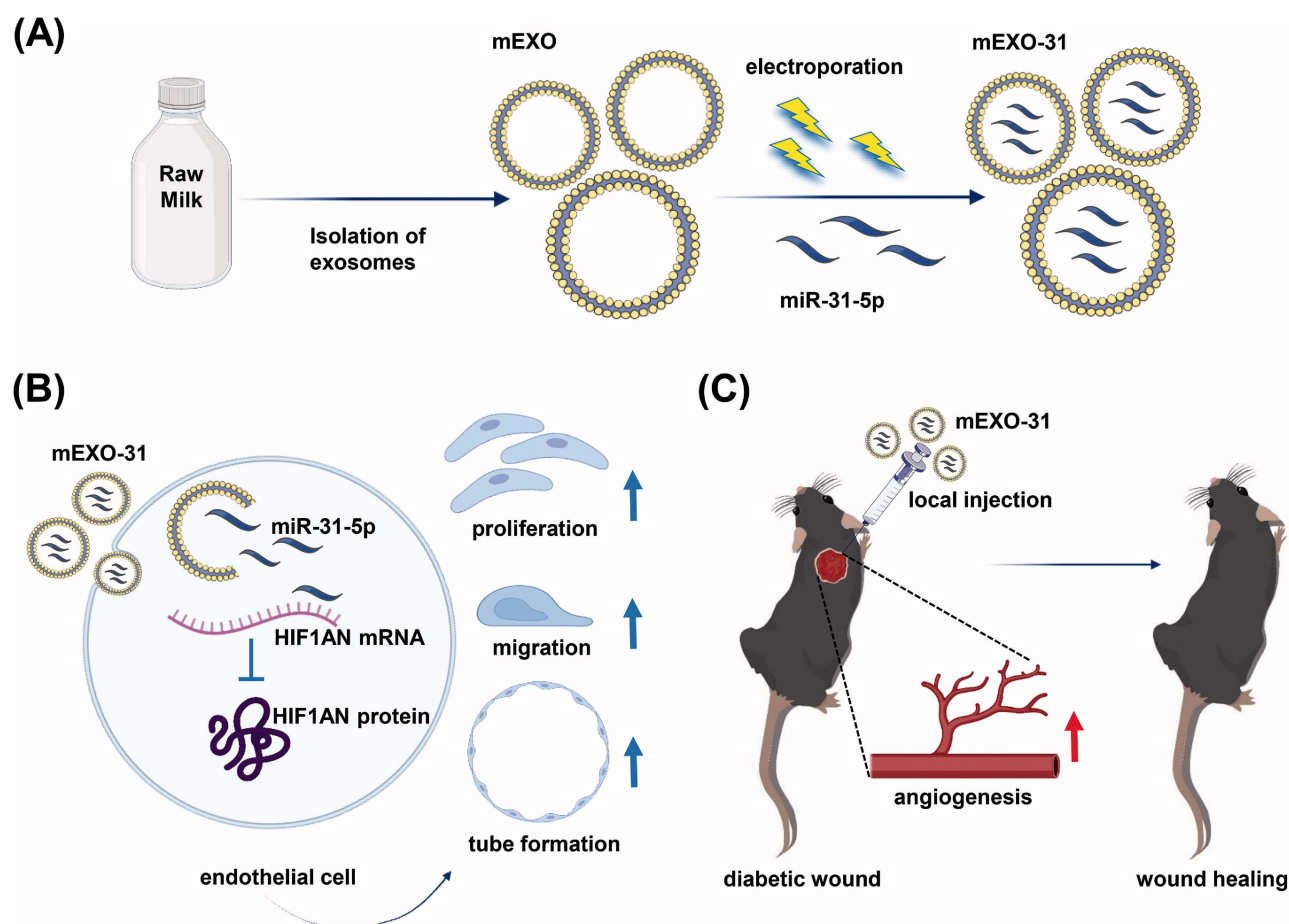 (A)
mEXO
electroporation
mEXO-31
Raw
Milk
Isolation of
exosomes
miR-31-5p
(B)
mEXO-31
miR-31-5p
HIF1AN mRNA
HIF1AN protein
endothelial cell
proliferation
migration
tube formation
(C)
mEXO-31
local injection
angiogenesis
diabetic wound
wound healing